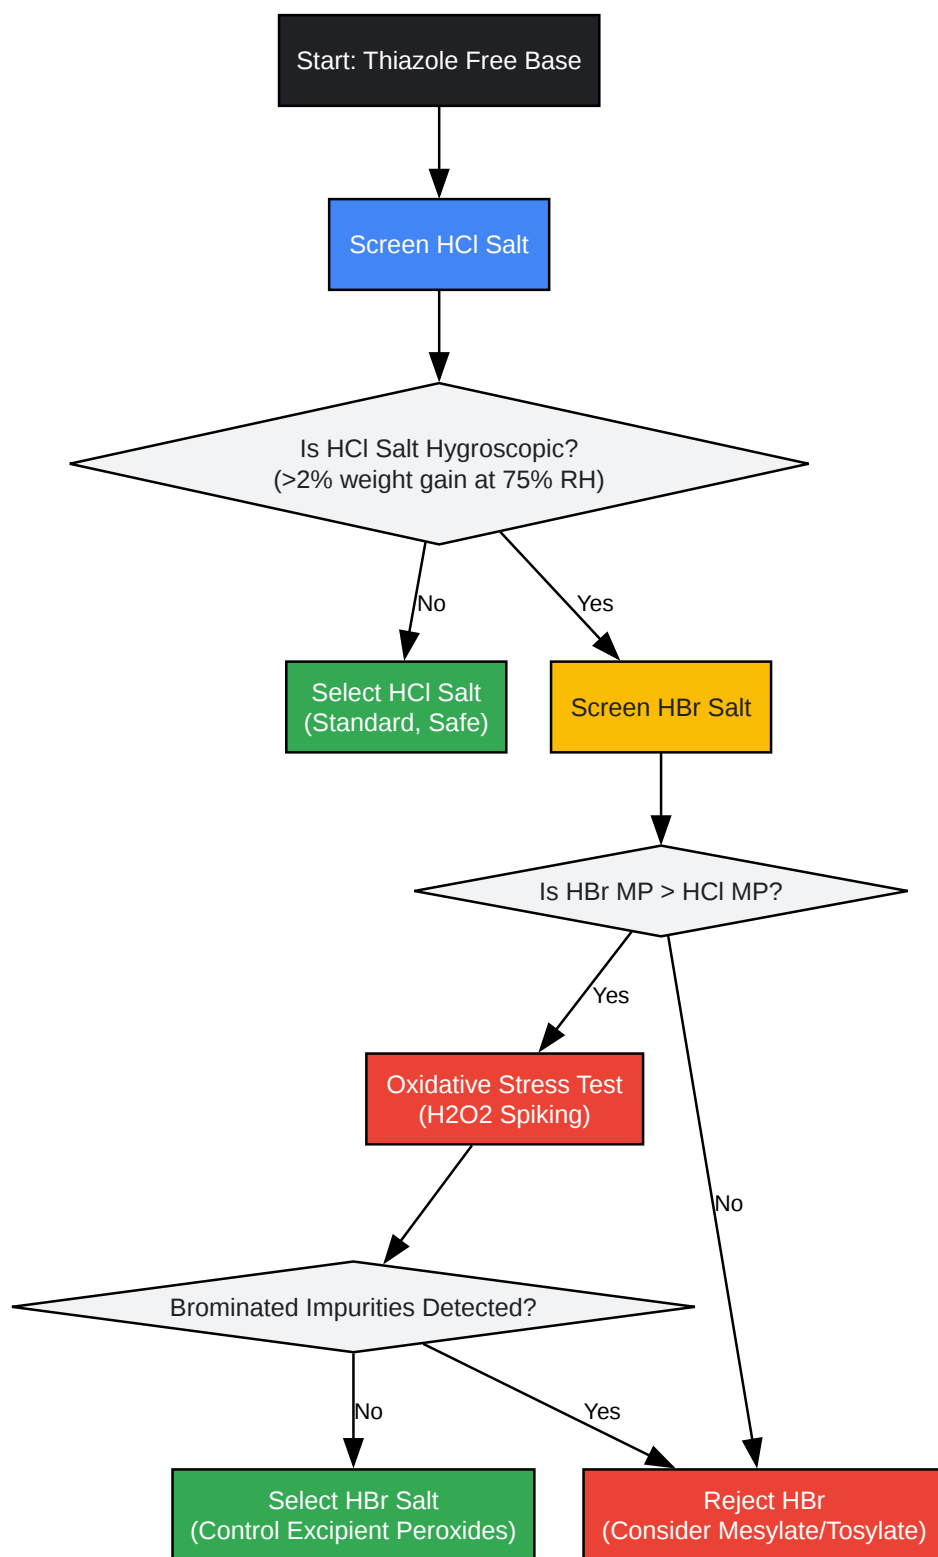 Start: Thiazole Free Base
Screen HCl Salt
Is HCl Salt Hygroscopic?
(>2% weight gain at 75% RH)
No
Yes
Select HCl Salt
(Standard, Safe)
Screen HBr Salt
Is HBr MP > HCl MP?
Yes
Oxidative Stress Test
(H2O2 Spiking)
No
Brominated Impurities Detected?
No
Yes
Select HBr Salt
(Control Excipient Peroxides)
Reject HBr
(Consider Mesylate/Tosylate)